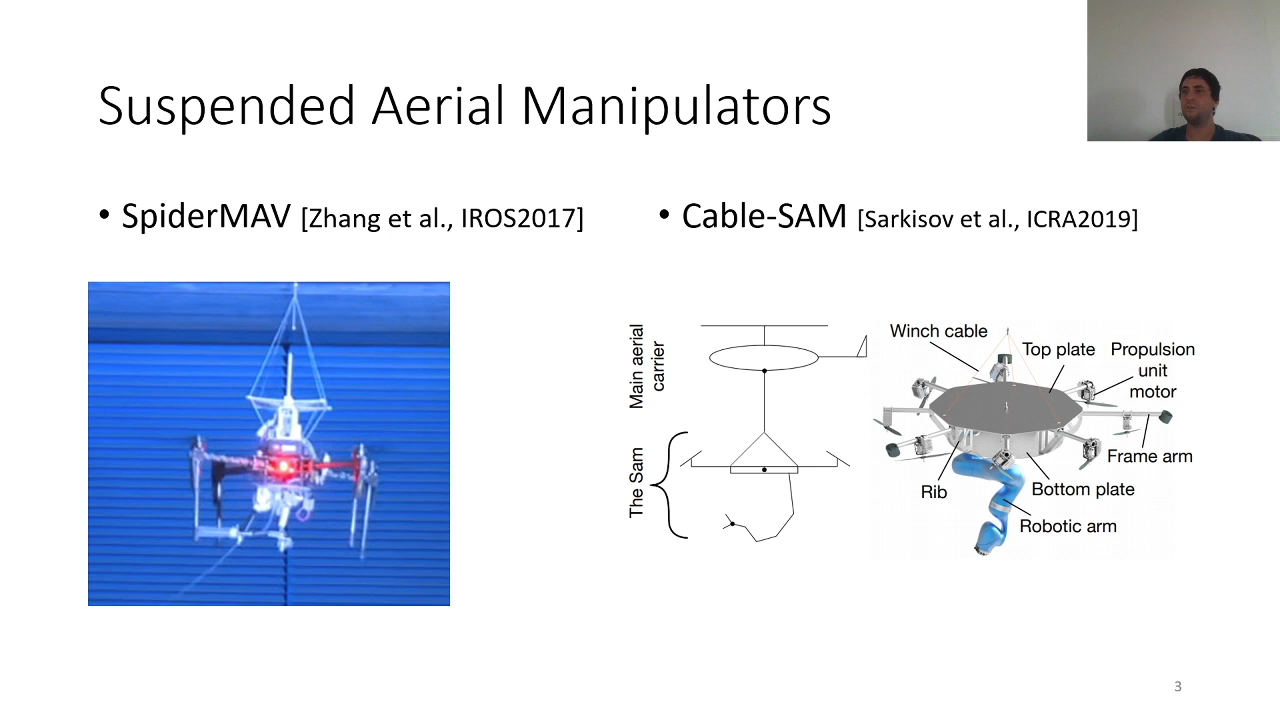 Suspended Aerial Manipulators
• SpiderMAV [Zhang et al., IROS2017]
• Cable-SAM [Sarkisov et al., ICRA2019]
Main aerial
carrier
The Sam
Winch cable
Top plate
Propulsion
unit
motor
Frame arm
Rib
Bottom plate
Robotic arm
3